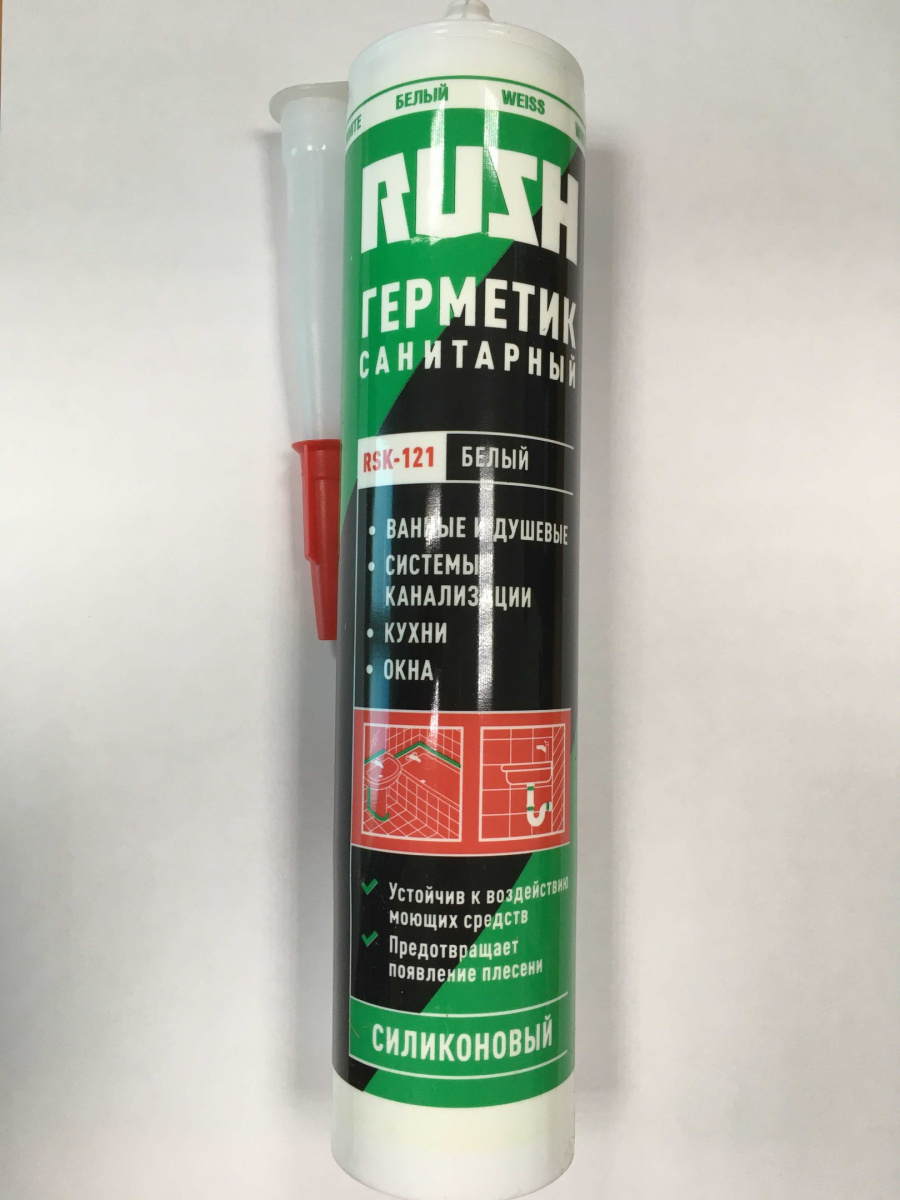 БЕЛЫЙ WEISS
RUSH
ГЕРМЕТИК
САНИТАРНЫЙ
RSK-121 БЕЛЫЙ
• ВАННЫЕ И ДУШЕВЫЕ
• СИСТЕМЫ
КАНАЛИЗАЦИИ
• КУХНИ
• ОКНА
Устойчив к воздействию
моющих средств
Предотвращает
появление плесени
СИЛИКОНОВЫЙ